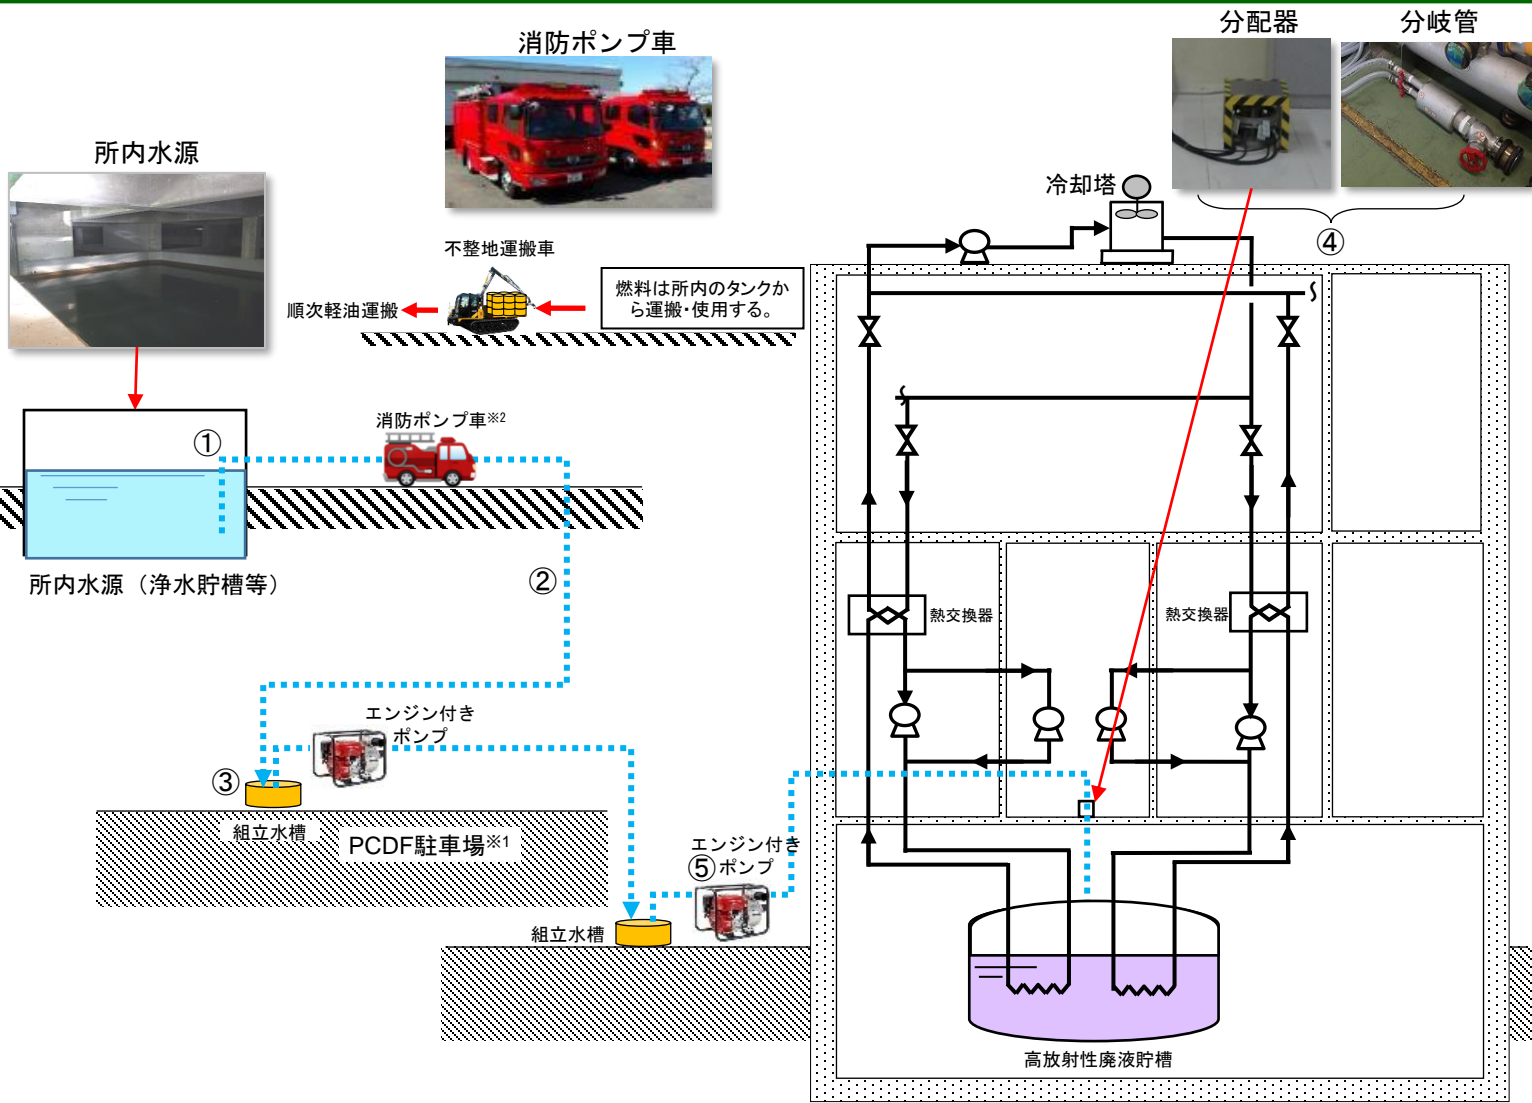 分配器
分岐管
消防ポンプ車
所内水源
冷却塔
④
不整地運搬車
燃料は所内のタンクか
ら運搬・使用する。
順次軽油運搬
消防ポンプ車※2
①
所内水源（浄水貯槽等）
②
熱交換器
熱交換器
エンジン付き
ポンプ
③
組立水槽
PCDF駐車場※1
エンジン付き
⑤ポンプ
組立水槽
高放射性廃液貯槽